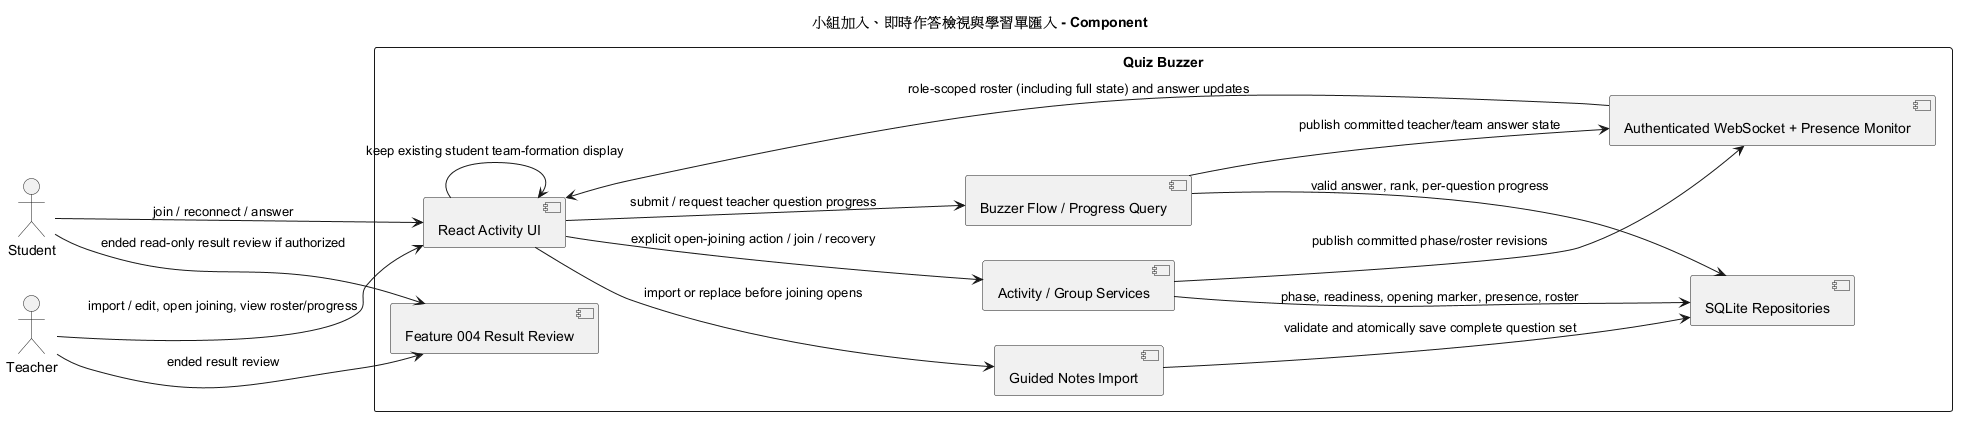 小組加入、即時作答檢視與學習單匯入 - Component
Quiz Buzzer
role-scoped roster (including full state) and answer updates
publish committed teacher/team answer state
Authenticated WebSocket + Presence Monitor
keep existing student team-formation display
valid answer, rank, per-question progress
submit / request teacher question progress
Buzzer Flow / Progress Query
join / reconnect / answer
React Activity UI
Student
ended read-only result review if authorized
explicit open-joining action / join / recovery
publish committed phase/roster revisions
import or replace before joining opens
Activity / Group Services
phase, readiness, opening marker, presence, roster
SQLite Repositories
import / edit, open joining, view roster/progress
Feature 004 Result Review
validate and atomically save complete question set
Teacher
ended result review
Guided Notes Import